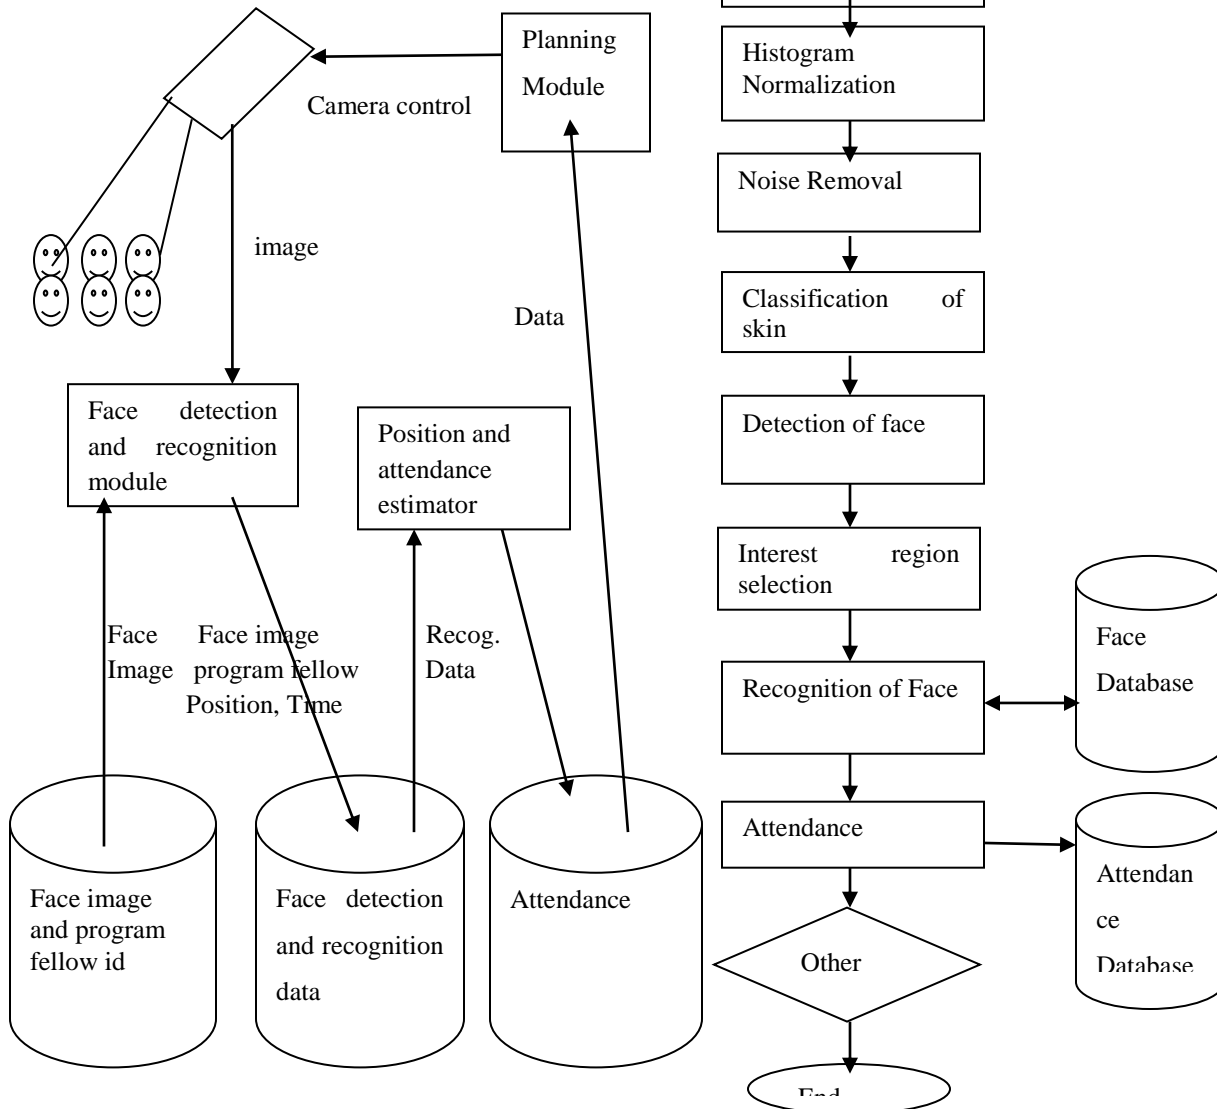 Planning
Module
Camera control
image
Data
Face detection
and recognition
module
Position and
attendance
estimator
Face
Image
Face image
program fellow
Position, Time
Recog.
Data
Face image
and program
fellow id
Face detection
and recognition
data
Attendance
Histogram
Normalization
Noise Removal
Classification of
skin
Detection of face
Interest region
selection
Recognition of Face
Face
Database
Attendance
Attendan
ce
Database
Other
End